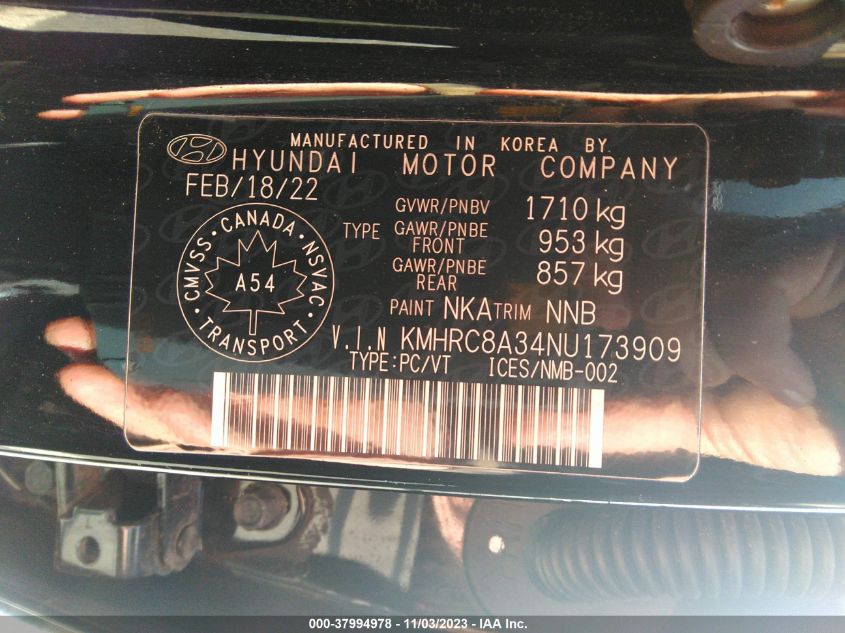 MANUFACTURED IN KOREA BY
HYUNDAI MOTOR COMPANY
FEB/18/22
GVWR/PNBV 1710 kg
TYPE GAWR/PNBE FRONT 953 kg
GAWR/PNBE REAR 857 kg
CMVSS • CANADA • NSVAC • TRANSPORT •
A54
PAINT NKA TRIM NNB
V.I.N KMHRC8A34NU173909
TYPE:PC/VT ICES/NMB-002
000-37994978 - 11/03/2023 - IAA Inc.